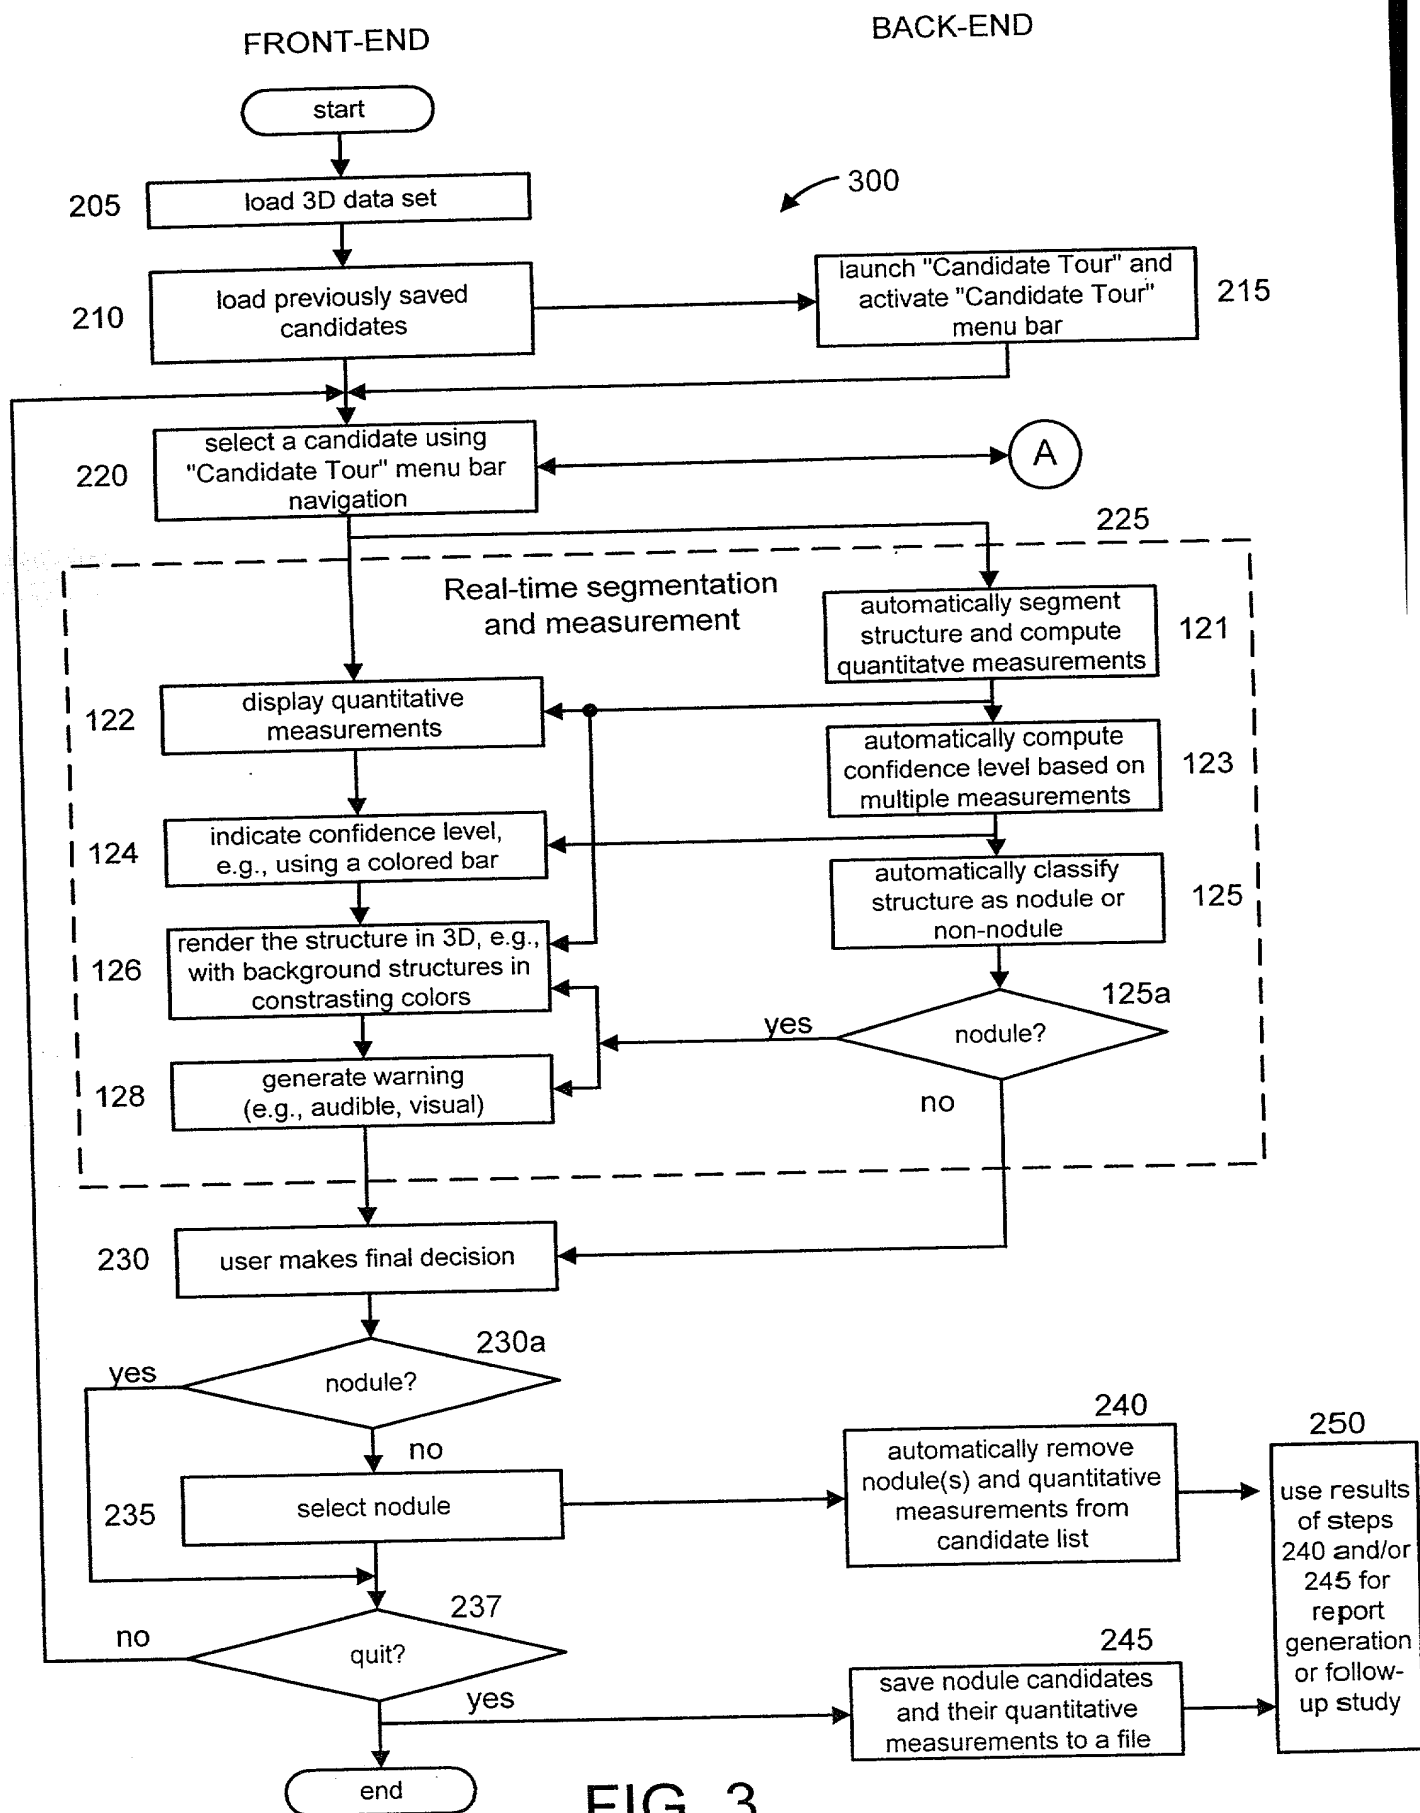 FRONT-END
BACK-END
start
205
load 3D data set
300
210
load previously saved
candidates
launch "Candidate Tour" and
activate "Candidate Tour"
menu bar
215
220
select a candidate using
"Candidate Tour" menu bar
navigation
A
225
Real-time segmentation
and measurement
automatically segment
structure and compute
quantitatve measurements
121
122
display quantitative
measurements
automatically compute
confidence level based on
multiple measurements
123
124
indicate confidence level,
e.g., using a colored bar
automatically classify
structure as nodule or
non-nodule
125
126
render the structure in 3D, e.g.,
with background structures in
constrasting colors
125a
yes
nodule?
no
128
generate warning
(e.g., audible, visual)
230
user makes final decision
230a
yes
nodule?
no
235
select nodule
240
automatically remove
nodule(s) and quantitative
measurements from
candidate list
250
use results
of steps
240 and/or
245 for
report
generation
or follow-
up study
237
no
quit?
yes
245
save nodule candidates
and their quantitative
measurements to a file
end
FIG. 3